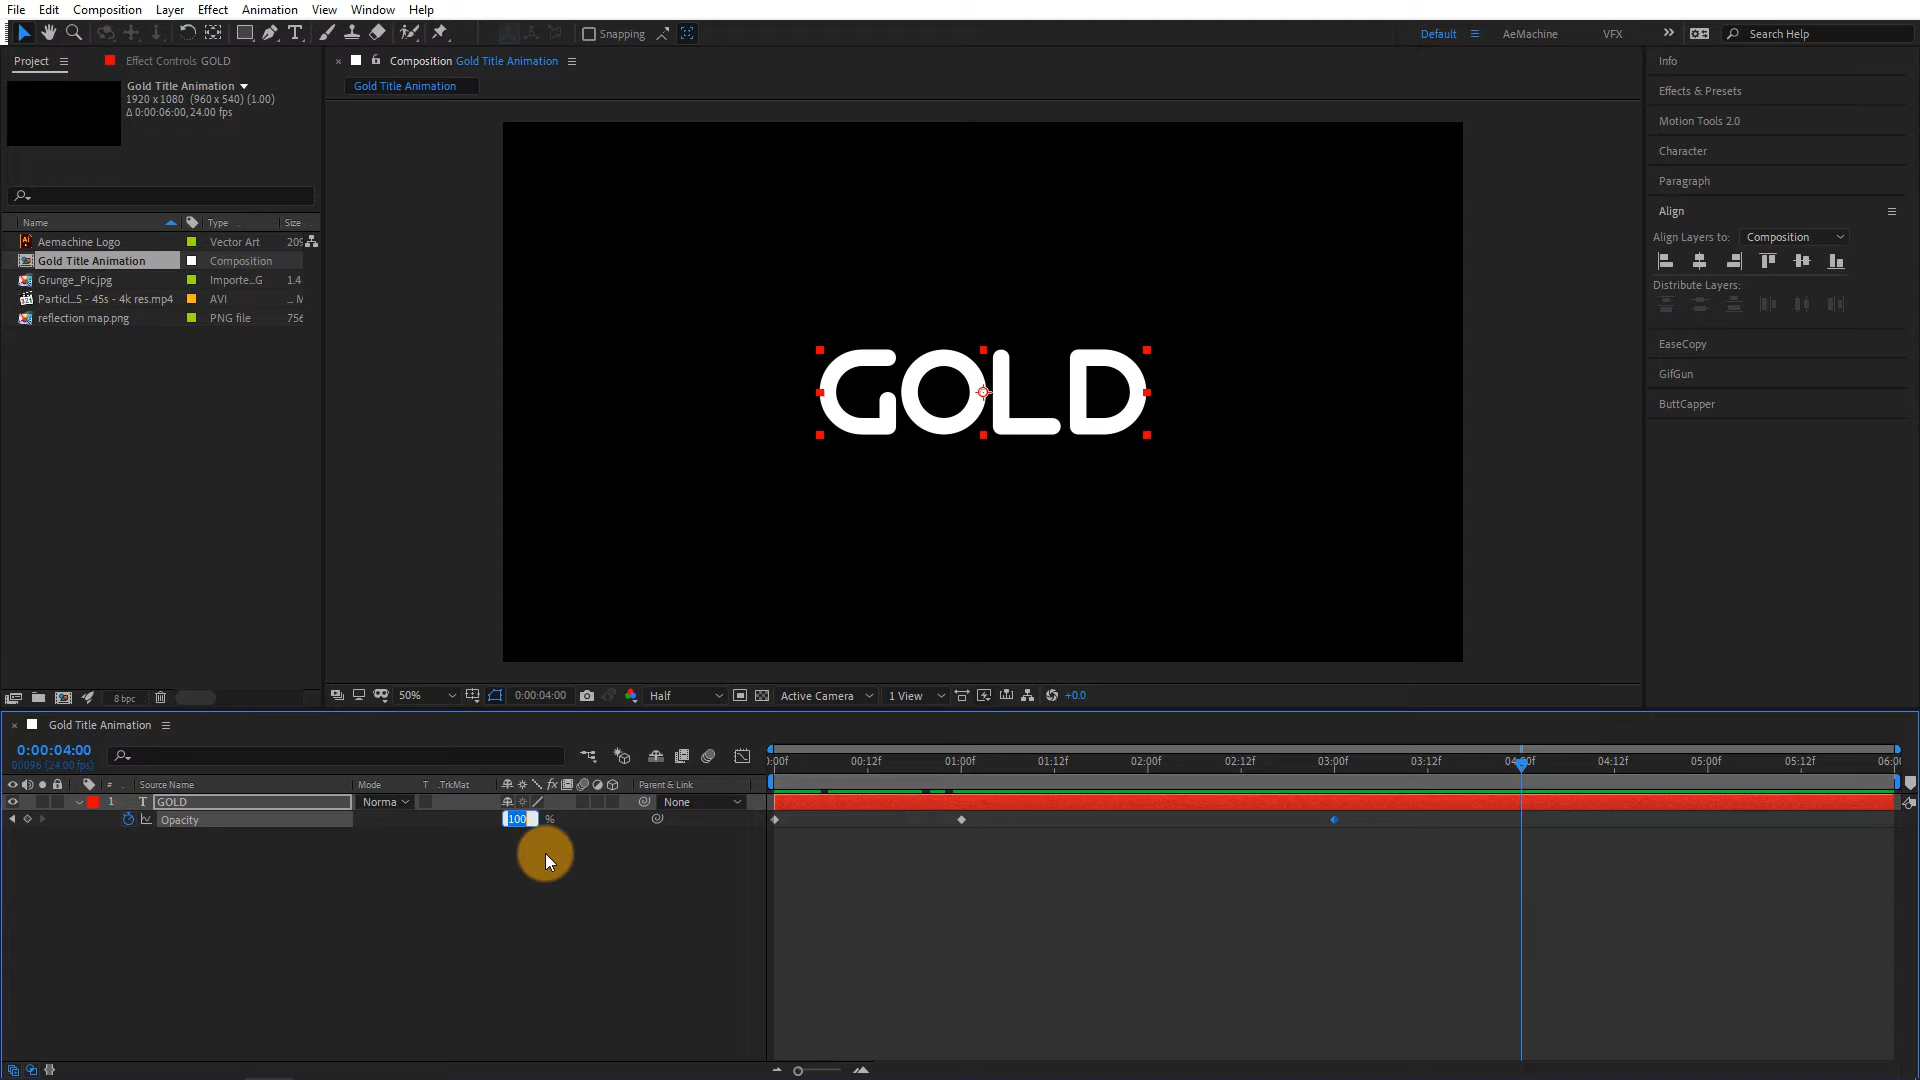 File Edit Composition Layer Effect Animation View Window Help
T Snapping Default AeMachine VFX Search Help
Project Effect Controls GOLD Composition Gold Title Animation Info
Gold Title Animation Gold Title Animation
1920 x 1080 (960 x 540) (1.00)
Δ 0:00:06:00, 24.00 fps
Effects & Presets
Motion Tools 2.0
Character
Paragraph
Align
Align Layers to: Composition
Distribute Layers:
EaseCopy
GifGun
ButtCapper
Name Type Size
Aemachine Logo Vector Art 209
Gold Title Animation Composition
Grunge_Pic.jpg Importe...G 1.4
Particl...5 - 45s - 4k res.mp4 AVI ... M
reflection map.png PNG file 756
GOLD
8 bpc 50% 0:00:04:00 Half Active Camera 1 View +0.0
Gold Title Animation
0:00:04:00
00096 (24.00 fps)
:00f 00:12f 01:00f 01:12f 02:00f 02:12f 03:00f 03:12f 04:00f 04:12f 05:00f 05:12f 06:00
# . Source Name Mode T .TrkMat fx Parent & Link
1 T GOLD Norma None
Opacity 100 %